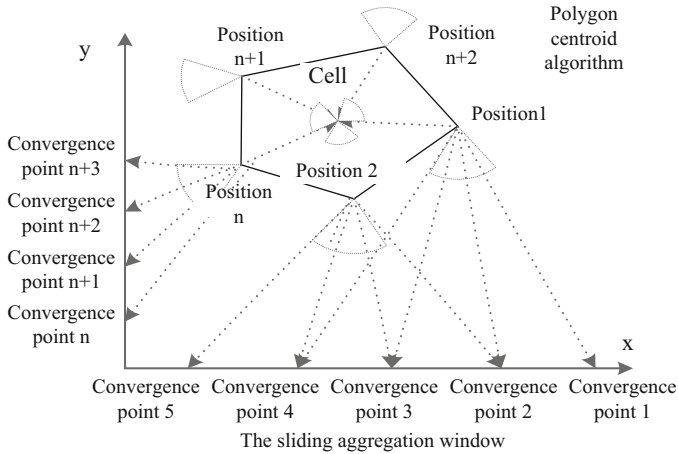 Position
n+1
Position
n+2
Polygon
centroid
algorithm
y
Cell
Position1
Convergence
point n+3
Position 2
Position
n
Convergence
point n+2
Convergence
point n+1
Convergence
point n
x
Convergence
point 5
Convergence
point 4
Convergence
point 3
Convergence
point 2
Convergence
point 1
The sliding aggregation window